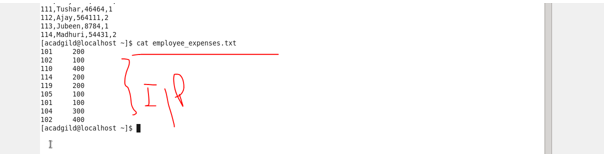 111,Tushar,46464,1
112,Ajay,564111,2
113,Jubeen,8784,1
114,Madhuri,54431,2
[acadgild@localhost ~]$ cat employee_expenses.txt
101 200
102 100
110 400
114 200
119 200
105 100
101 100
104 300
102 400
[acadgild@localhost ~]$
I/P